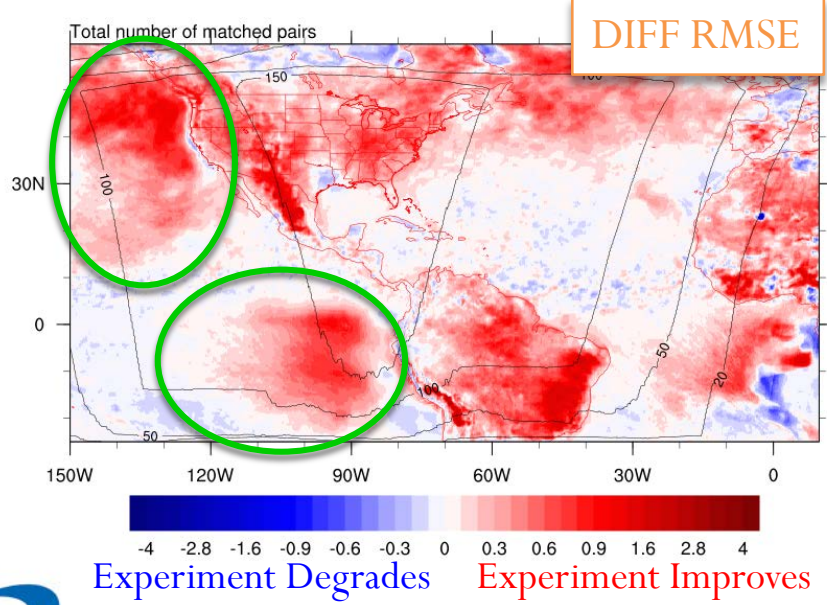 Total number of matched pairs
DIFF RMSE
150
100
100
30N
0
50
20
100
50
150W 120W 90W 60W 30W 0
-4 -2.8 -1.6 -0.9 -0.6 -0.3 0 0.3 0.6 0.9 1.6 2.8 4
Experiment Degrades Experiment Improves